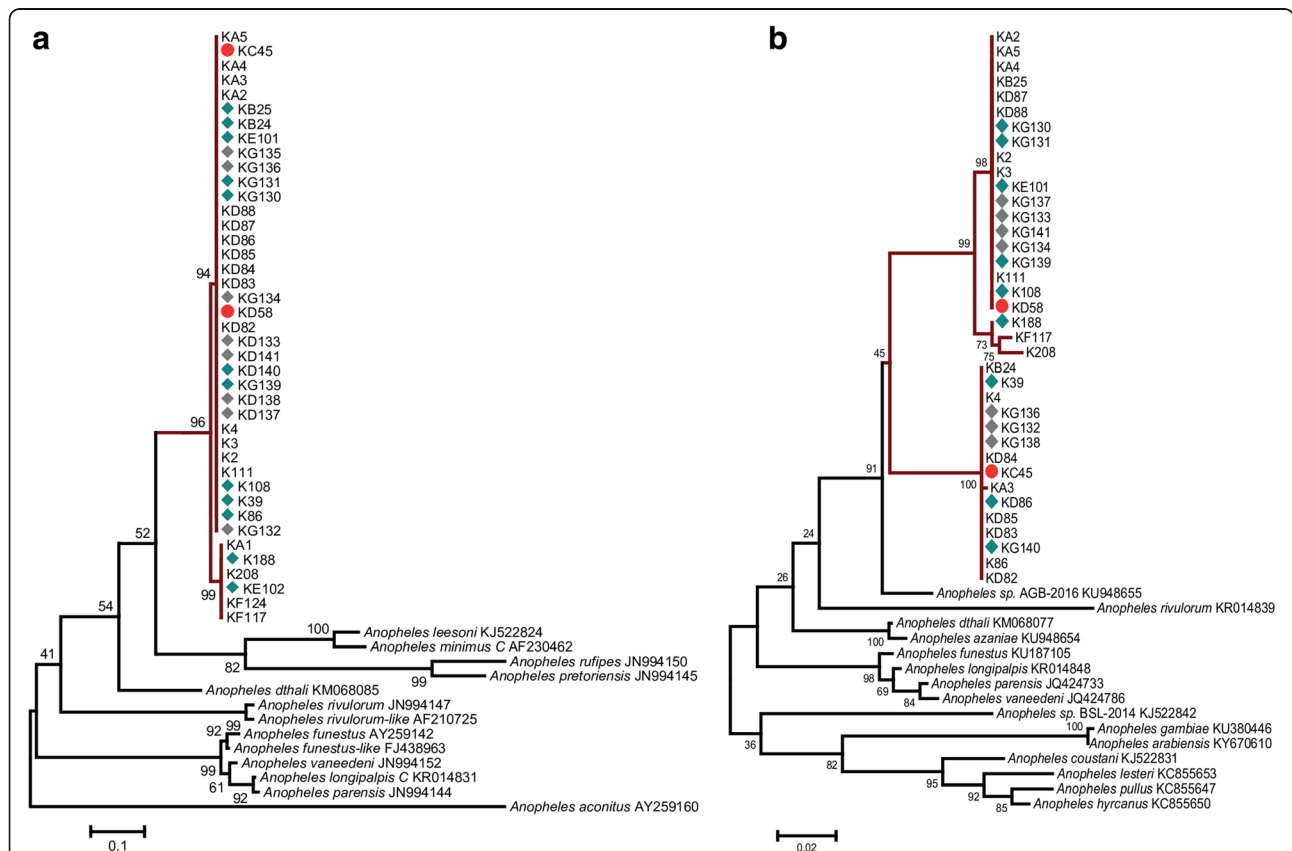 a
KA5
KC45
KA4
KA3
KA2
KB25
KB24
KE101
KG135
KG136
KG131
KG130
KD88
KD87
KD86
KD85
KD84
KD83
94
KG134
KD58
KD82
KD133
KD141
KD140
KG139
KD138
KD137
96
K4
K3
K2
K111
K108
K39
K86
KG132
52
KA1
K188
K208
KE102
99
KF124
KF117
54
100
Anopheles leesoni KJ522824
Anopheles minimus C AF230462
82
Anopheles rufipes JN994150
99
Anopheles pretoriensis JN994145
41
Anopheles dthali KM068085
Anopheles rivulorum JN994147
99
Anopheles rivulorum-like AF210725
92
Anopheles funestus AY259142
Anopheles funestus-like FJ438963
99
Anopheles vaneedeni JN994152
61
Anopheles longipalpis C KR014831
92
Anopheles parensis JN994144
Anopheles aconitus AY259160
0.1
b
KA2
KA5
KA4
KB25
KD87
KD88
KG130
KG131
K2
98
K3
KE101
KG137
KG133
KG141
99
KG134
KG139
K111
K108
KD58
K188
73
KF117
75
K208
45
KB24
K39
K4
KG136
KG132
KG138
KD84
91
KC45
100
KA3
KD86
KD85
KD83
KG140
K86
KD82
24
Anopheles sp. AGB-2016 KU948655
26
Anopheles rivulorum KR014839
Anopheles dthali KM068077
100
Anopheles azaniae KU948654
Anopheles funestus KU187105
98
Anopheles longipalpis KR014848
69
Anopheles parensis JQ424733
84
Anopheles vaneedeni JQ424786
Anopheles sp. BSL-2014 KJ522842
36
100
Anopheles gambiae KU380446
Anopheles arabiensis KY670610
82
Anopheles coustani KJ522831
95
Anopheles lesteri KC855653
92
Anopheles pullus KC855647
85
Anopheles hyrcanus KC855650
0.02